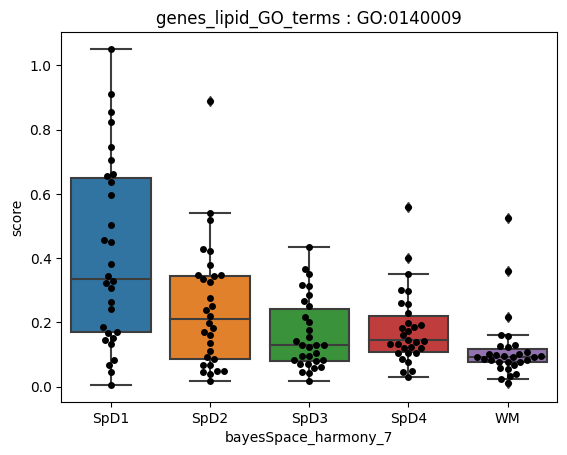 genes_lipid_GO_terms : GO:0140009
1.0
0.8
0.6
0.4
0.2
0.0
score
SpD1 SpD2 SpD3 SpD4 WM
bayesSpace_harmony_7